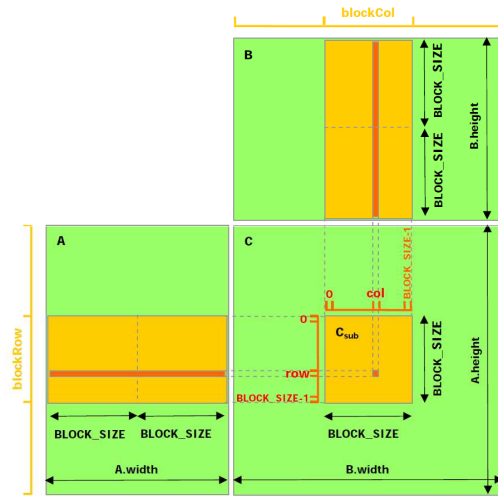 blockCol
B
BLOCK_SIZE
BLOCK_SIZE
B.height
A
C
BLOCK_SIZE-1
0
col
blockRow
0
Csub
row
BLOCK_SIZE-1
BLOCK_SIZE
A.height
BLOCK_SIZE
BLOCK_SIZE
BLOCK_SIZE
A.width
B.width